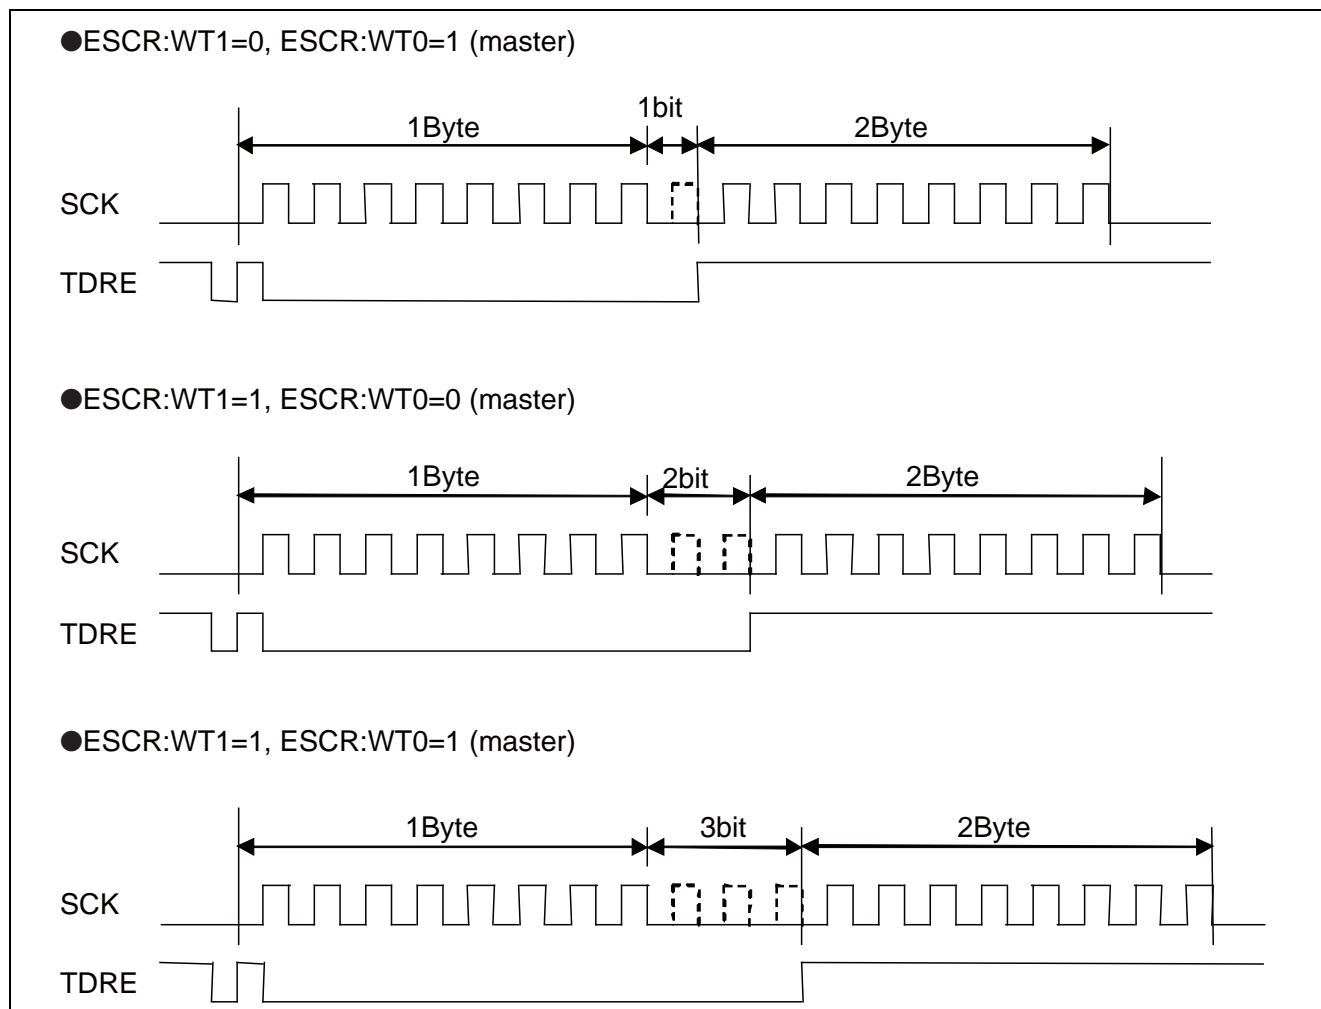 ●ESCR:WT1=0, ESCR:WT0=1 (master)
1Byte 1bit 2Byte
SCK
TDRE
●ESCR:WT1=1, ESCR:WT0=0 (master)
1Byte 2bit 2Byte
SCK
TDRE
●ESCR:WT1=1, ESCR:WT0=1 (master)
1Byte 3bit 2Byte
SCK
TDRE